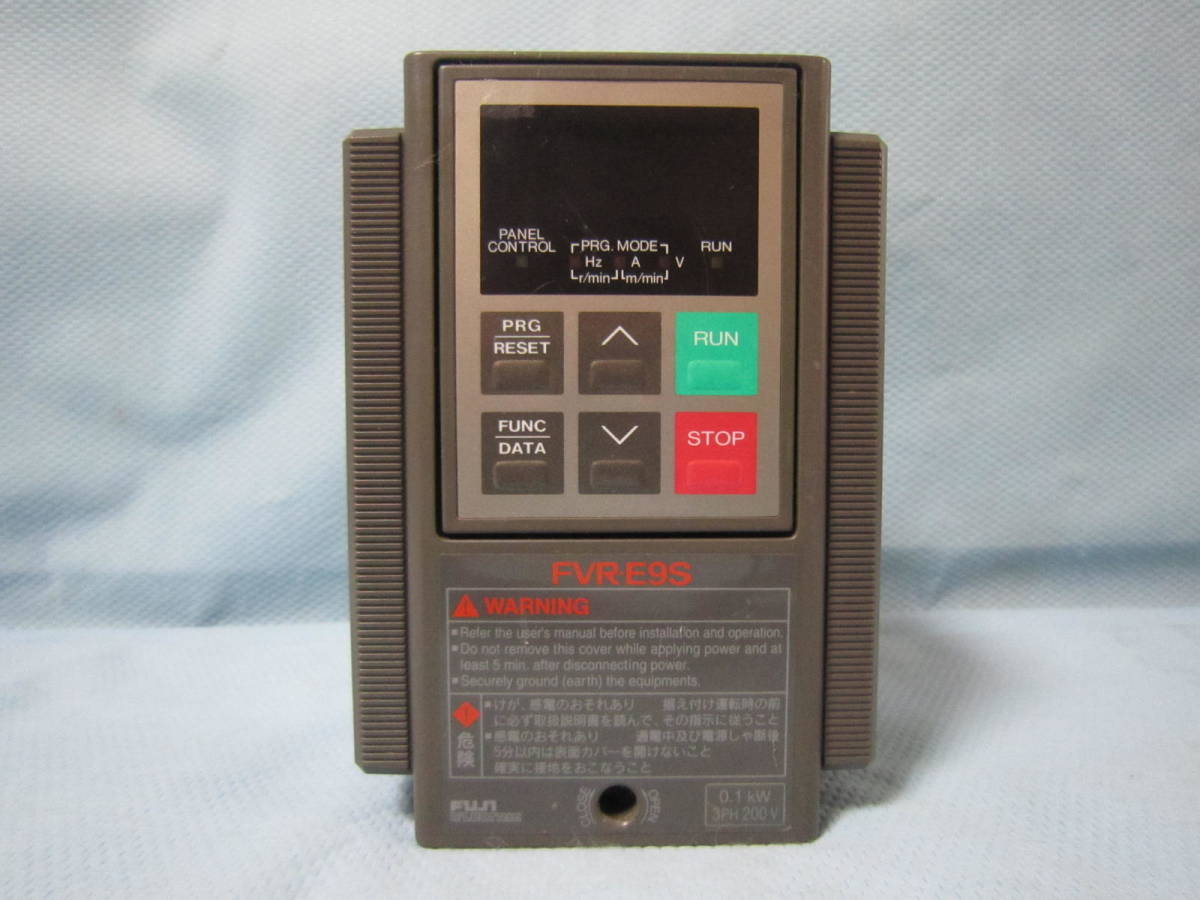 PANEL
CONTROL
PRG. MODE
RUN
Hz A V
r/min m/min
PRG
RESET
RUN
FUNC
DATA
STOP
FVR-E9S
WARNING
▪Refer the user's manual before installation and operation.
▪Do not remove this cover while applying power and at
least 5 min. after disconnecting power.
▪Securely ground (earth) the equipments.
危険
▪けが、感電のおそれあり 据え付け運転時の前
に必ず取扱説明書を読んで、その指示に従うこと
▪感電のおそれあり 通電中及び電源しゃ断後
5分以内は表面カバーを開けないこと
確実に接地をおこなうこと
FUJI
ELECTRIC
CLOSE
OPEN
0.1 kW
3PH 200 V